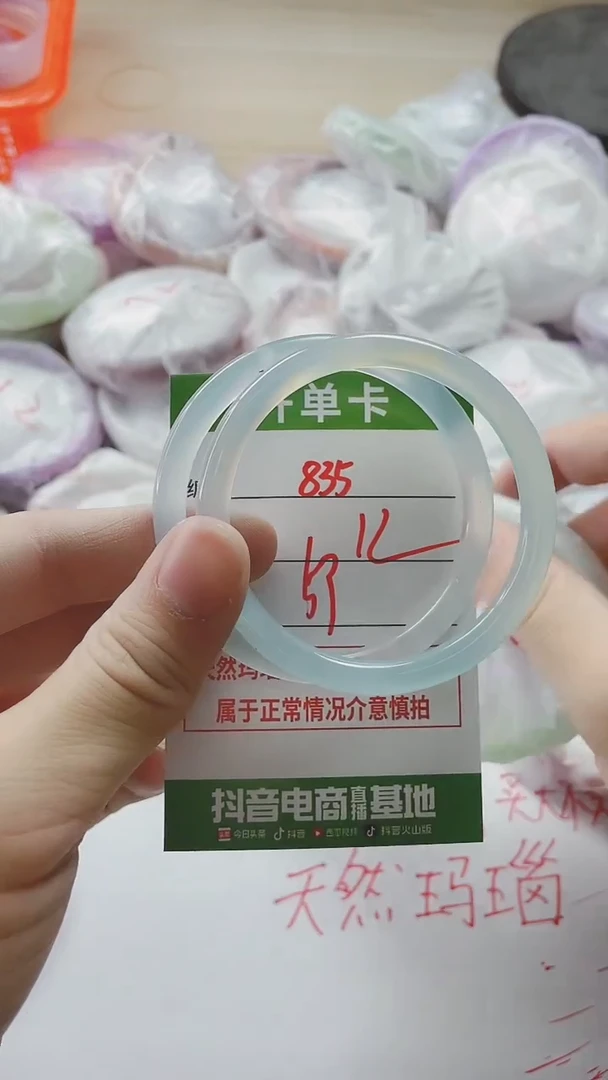 单卡
835
12
57
然玛
属于正常情况介意慎拍
抖音电商直播基地
今日头条 抖音 西瓜视频 抖音火山版
天然玛瑙